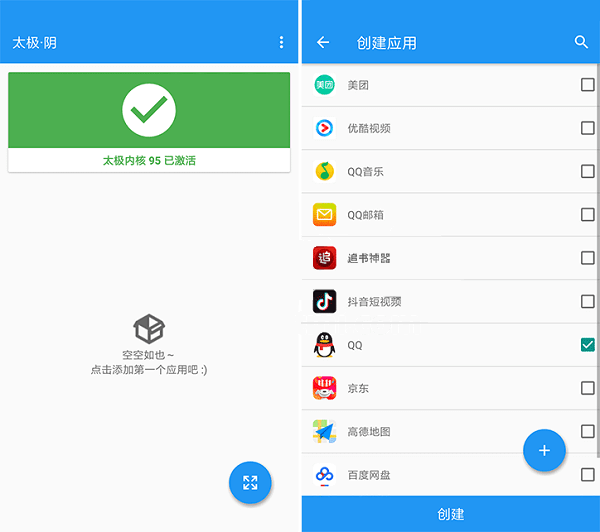 太极·阴
太极内核 95 已激活
空空如也 ~
点击添加第一个应用吧 :)
创建应用
美团
美团
优酷视频
QQ音乐
QQ邮箱
追
追书神器
抖音短视频
QQ
京东
高德地图
百度网盘
创建